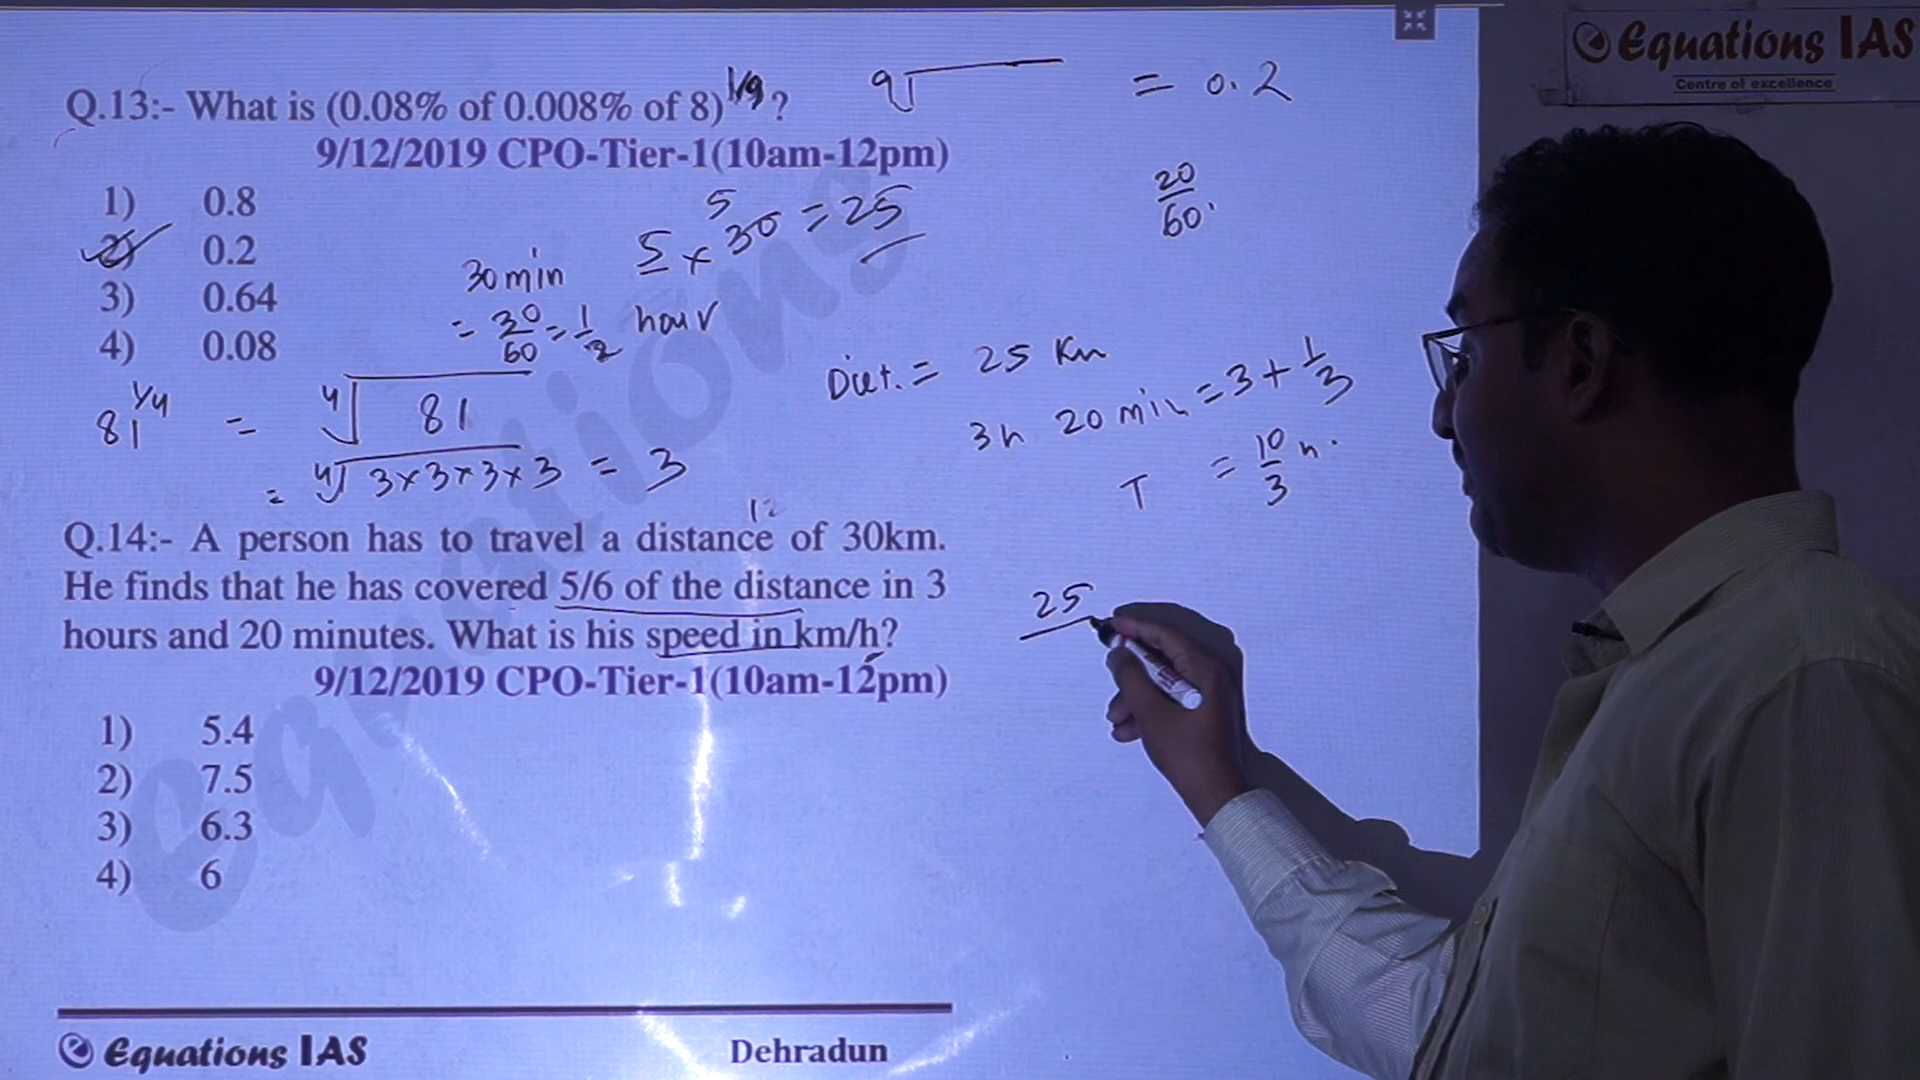 Equations IAS
Centre of excellence
Q.13:- What is (0.08% of 0.008% of 8)^1/9 ?
9√ = 0.2
9/12/2019 CPO-Tier-1(10am-12pm)
1) 0.8
2) 0.2
3) 0.64
4) 0.08
5
5 × 30 = 25
20
60
30 min
= 30/60 = 1/2 hour
Dist. = 25 Km
3h 20 min = 3 + 1/3
T = 10/3 h.
81^1/4 = 4√81
= 4√3×3×3×3 = 3
12
Q.14:- A person has to travel a distance of 30km.
He finds that he has covered 5/6 of the distance in 3
hours and 20 minutes. What is his speed in km/h?
9/12/2019 CPO-Tier-1(10am-12pm)
25
1) 5.4
2) 7.5
3) 6.3
4) 6
Equations IAS Dehradun
equations